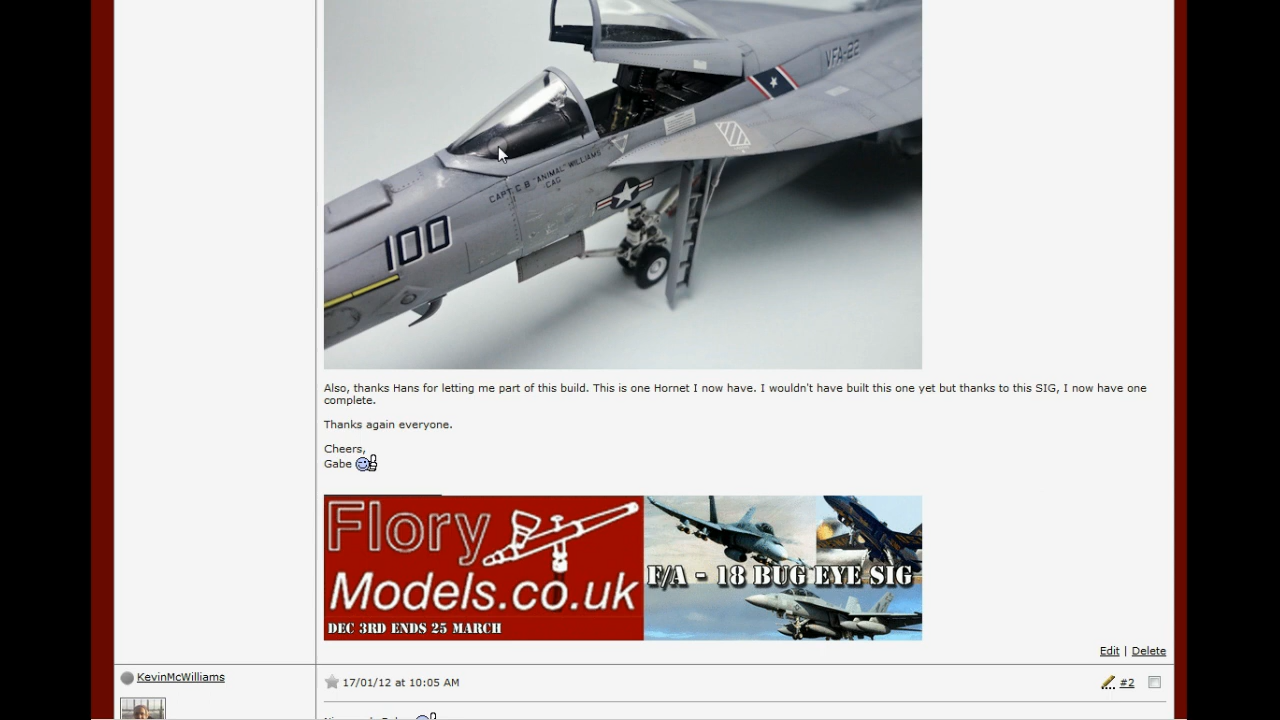 VFA-22
CAPT. C B "ANIMAL" WILLIAMS
CAG
100
Also, thanks Hans for letting me part of this build. This is one Hornet I now have. I wouldn't have built this one yet but thanks to this SIG, I now have one
complete.
Thanks again everyone.
Cheers,
Gabe
Flory
Models.co.uk
DEC 3RD ENDS 25 MARCH
F/A - 18 BUG EYE SIG
Edit | Delete
KevinMcWilliams
17/01/12 at 10:05 AM
#2